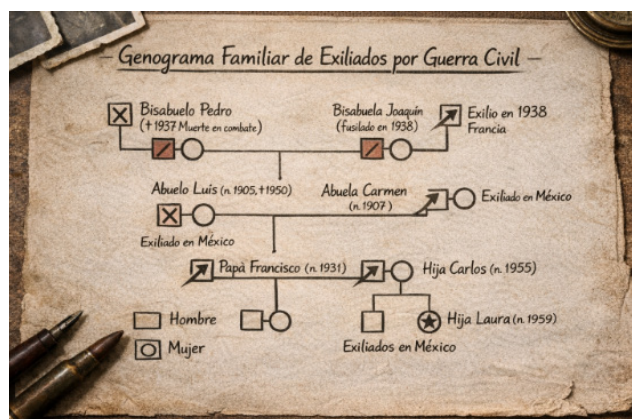 Genograma Familiar de Exiliados por Guerra Civil
Bisabuelo Pedro
(†1937 Muerte en combate)
Bisabuela Joaquín
(fusilado en 1938)
Exilio en 1938
Francia
Abuelo Luís (n. 1905, †1950)
Abuela Carmen
(n. 1907)
Exiliado en México
Exiliado en México
Papá Francisco (n. 1931)
Hija Carlos (n. 1955)
Hombre
Mujer
Hija Laura (n. 1959)
Exiliados en México